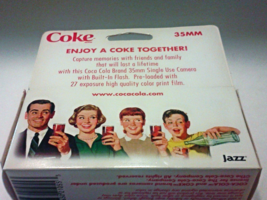 Coke
35MM
ENJOY A COKE TOGETHER!
Capture memories with friends and family
that will last a lifetime
with this Coca Cola Brand 35mm Single Use Camera
with Built-In-Flash. Pre-loaded with
27 exposure high quality color print film.
www.cocacola.com
jazz